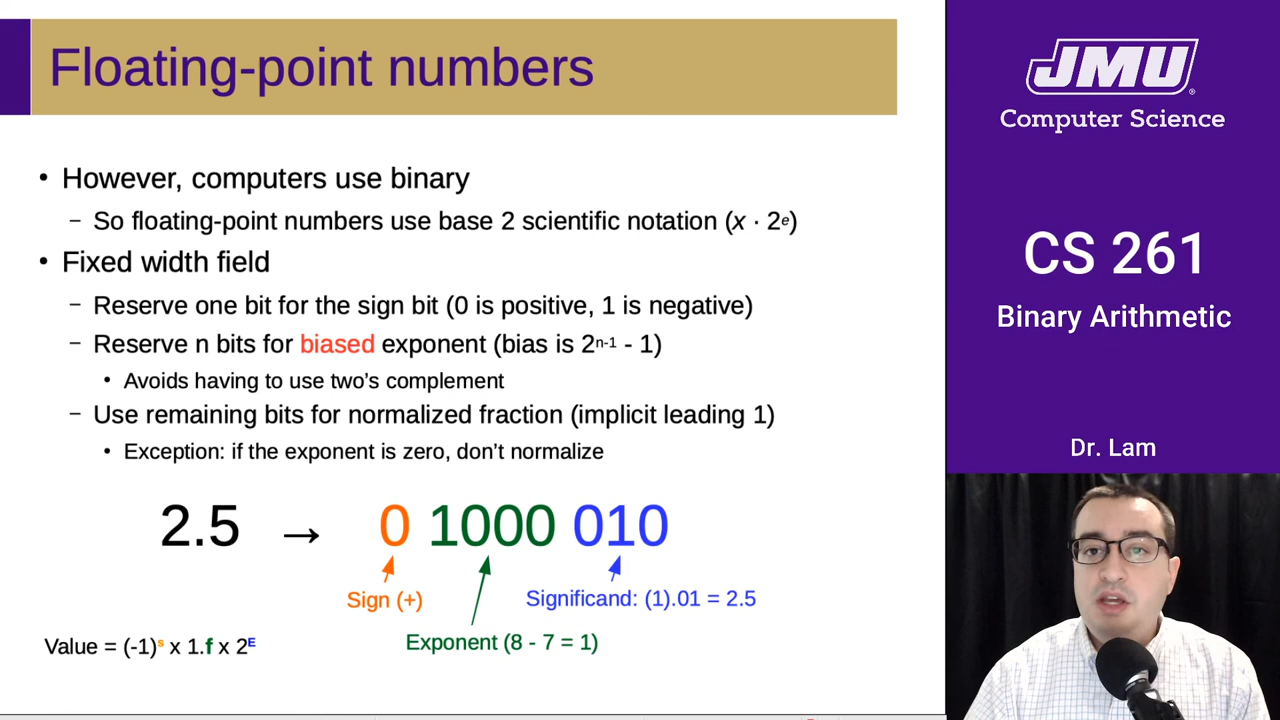 Floating-point numbers
• However, computers use binary
– So floating-point numbers use base 2 scientific notation (x · 2ᵉ)
• Fixed width field
– Reserve one bit for the sign bit (0 is positive, 1 is negative)
– Reserve n bits for biased exponent (bias is 2ⁿ⁻¹ - 1)
• Avoids having to use two's complement
– Use remaining bits for normalized fraction (implicit leading 1)
• Exception: if the exponent is zero, don't normalize
2.5 → 0 1000 010
Sign (+)
Significand: (1).01 = 2.5
Exponent (8 - 7 = 1)
Value = (-1)ˢ x 1.f x 2ᴱ
JMU®
Computer Science
CS 261
Binary Arithmetic
Dr. Lam